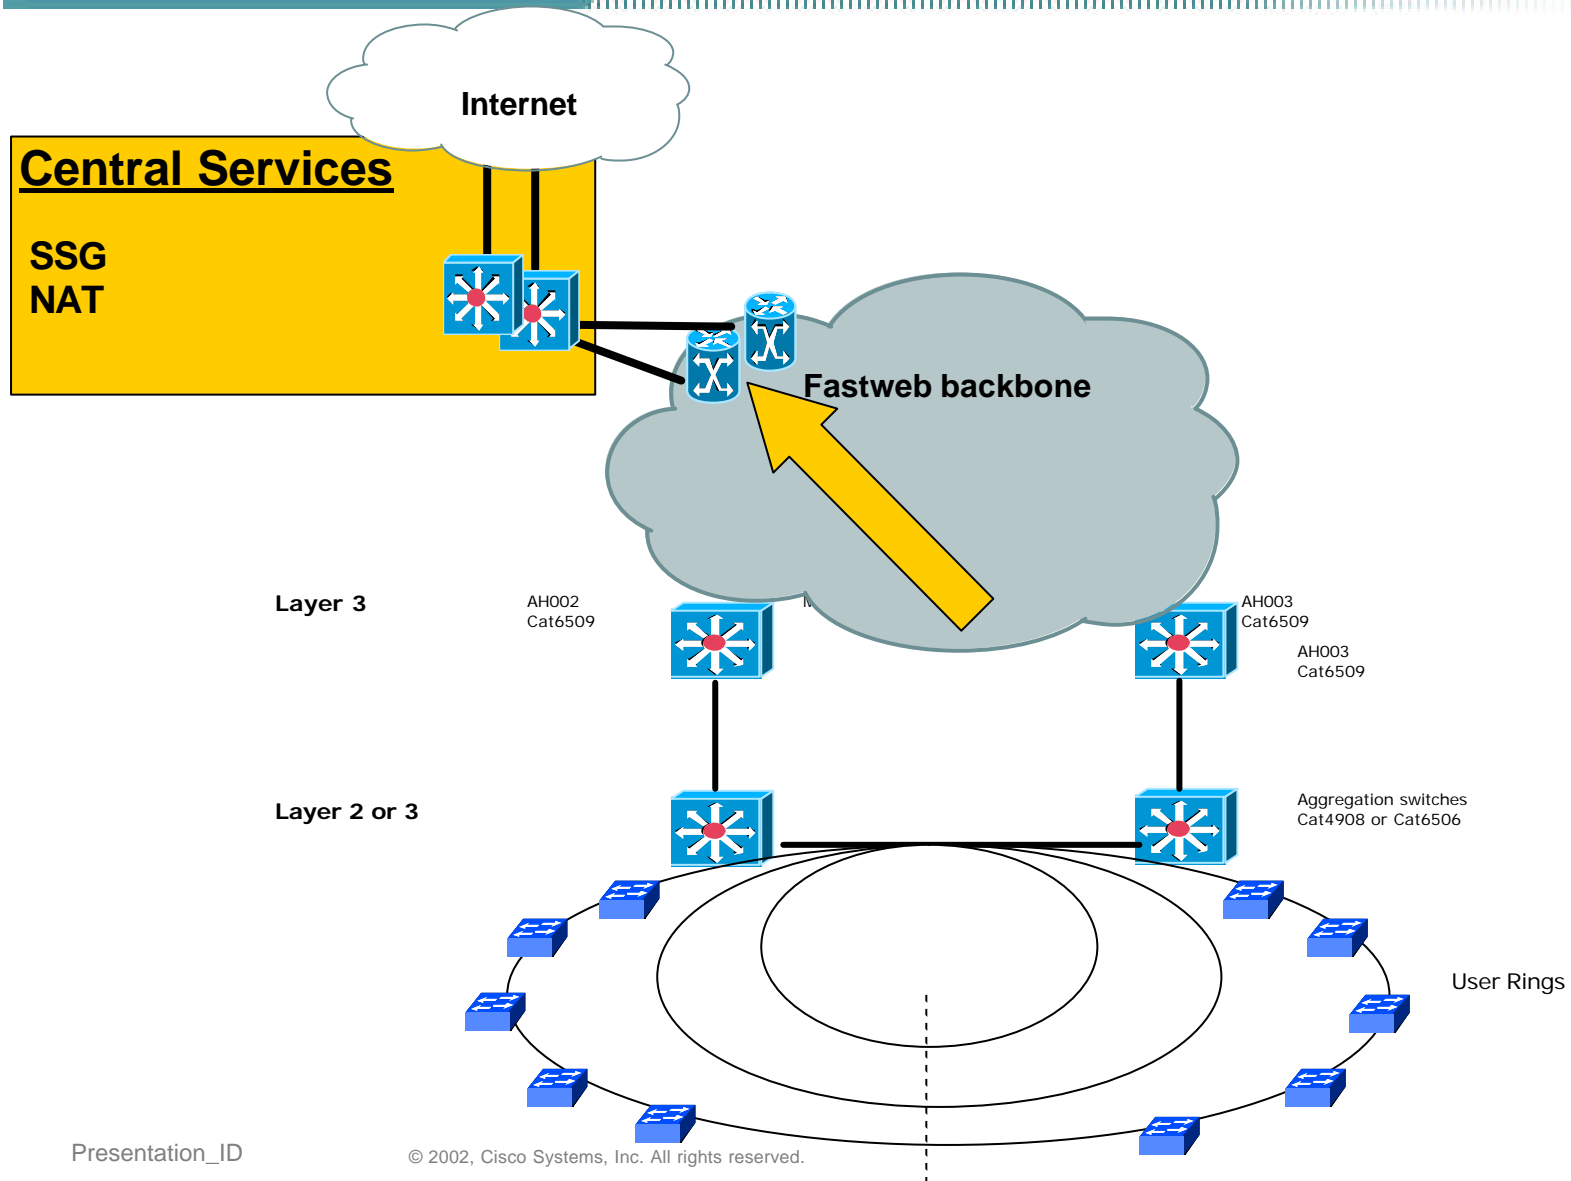 Internet
Central Services
SSG
NAT
Fastweb backbone
Layer 3
AH002
Cat6509
AH003
Cat6509
AH003
Cat6509
Layer 2 or 3
Aggregation switches
Cat4908 or Cat6506
User Rings
Presentation_ID
© 2002, Cisco Systems, Inc. All rights reserved.